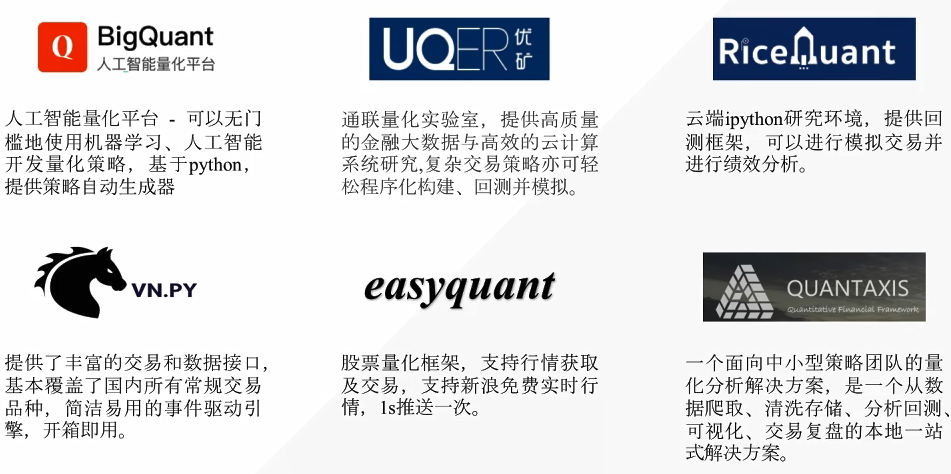 Q BigQuant
人工智能量化平台
人工智能量化平台 - 可以无门
槛地使用机器学习、人工智能
开发量化策略，基于python，
提供策略自动生成器
UQER优矿
通联量化实验室，提供高质量
的金融大数据与高效的云计算
系统研究,复杂交易策略亦可轻
松程序化构建、回测并模拟。
RiceQuant
云端ipython研究环境，提供回
测框架，可以进行模拟交易并
进行绩效分析。
VN.PY
提供了丰富的交易和数据接口，
基本覆盖了国内所有常规交易
品种，简洁易用的事件驱动引
擎，开箱即用。
easyquant
股票量化框架，支持行情获取
及交易，支持新浪免费实时行
情，1s推送一次。
QUANTAXIS
Quantitative Financial Framework
一个面向中小型策略团队的量
化分析解决方案，是一个从数
据爬取、清洗存储、分析回测、
可视化、交易复盘的本地一站
式解决方案。